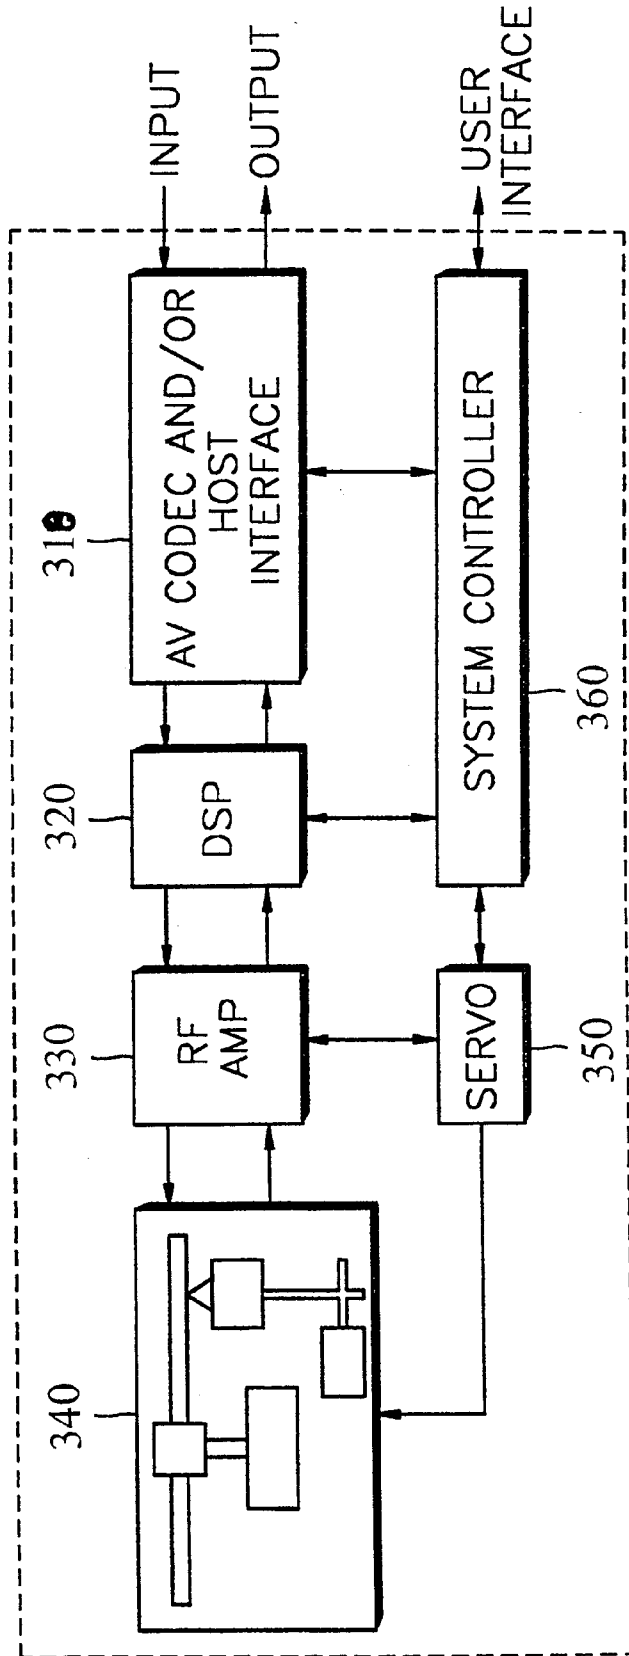 340
330
320
310
RF
AMP
DSP
AV CODEC AND/OR
HOST
INTERFACE
INPUT
OUTPUT
SERVO
SYSTEM CONTROLLER
USER
INTERFACE
350
360